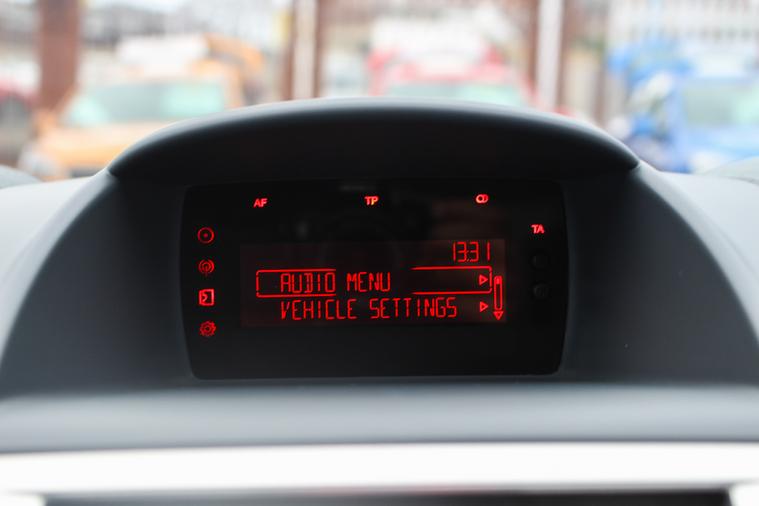 AF TP CD
TA
13:31
AUDIO MENU
VEHICLE SETTINGS